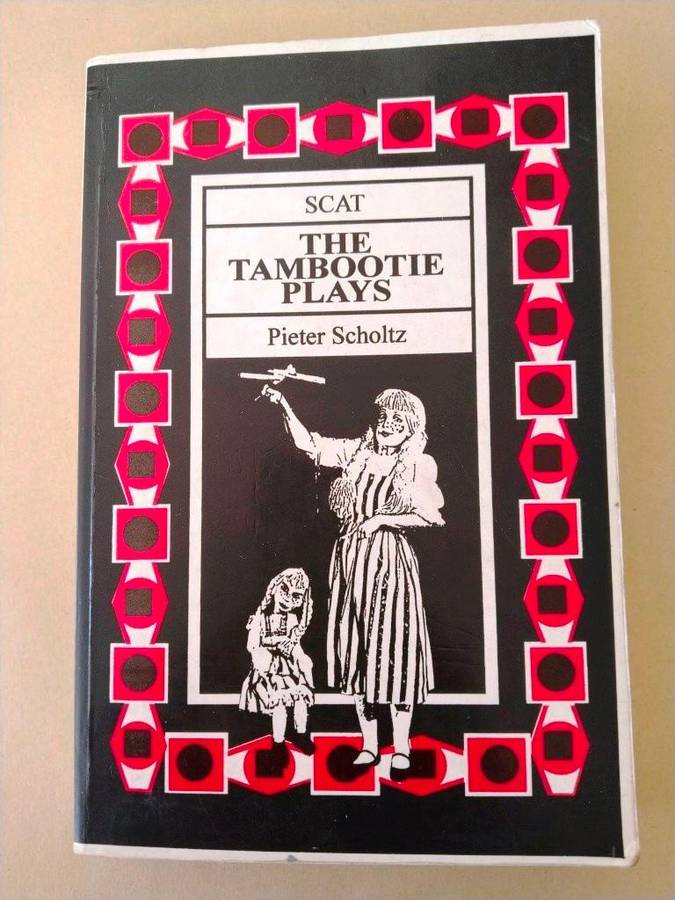 SCAT
THE
TAMBOOTIE
PLAYS
Pieter Scholtz